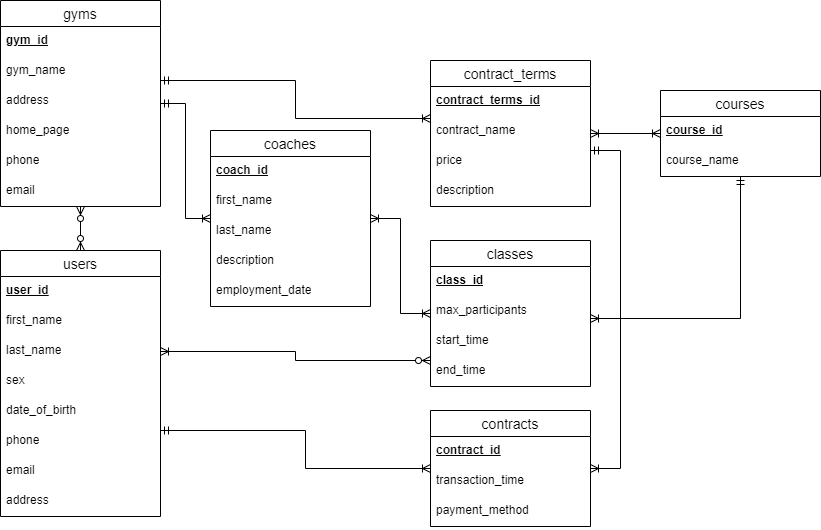 gyms
gym_id
gym_name
address
home_page
phone
email
users
user_id
first_name
last_name
sex
date_of_birth
phone
email
address
coaches
coach_id
first_name
last_name
description
employment_date
contract_terms
contract_terms_id
contract_name
price
description
classes
class_id
max_participants
start_time
end_time
contracts
contract_id
transaction_time
payment_method
courses
course_id
course_name